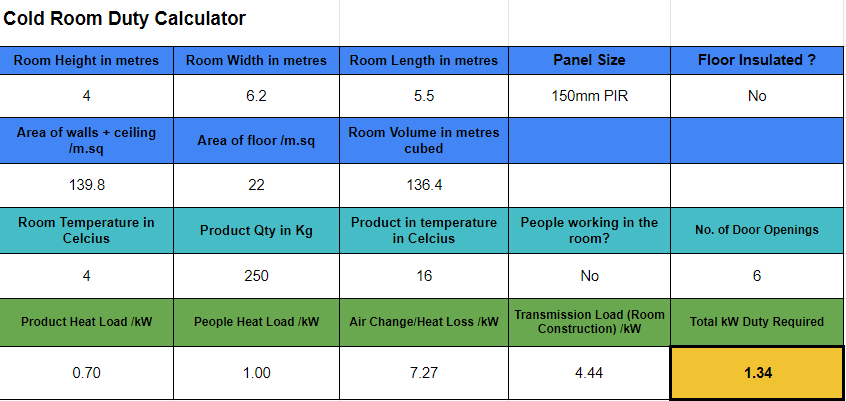 Cold Room Duty Calculator
Room Height in metres Room Width in metres Room Length in metres Panel Size Floor Insulated ?
4 6.2 5.5 150mm PIR No
Area of walls + ceiling /m.sq Area of floor /m.sq Room Volume in metres cubed
139.8 22 136.4
Room Temperature in Celcius Product Qty in Kg Product in temperature in Celcius People working in the room? No. of Door Openings
4 250 16 No 6
Product Heat Load /kW People Heat Load /kW Air Change/Heat Loss /kW Transmission Load (Room Construction) /kW Total kW Duty Required
0.70 1.00 7.27 4.44 1.34